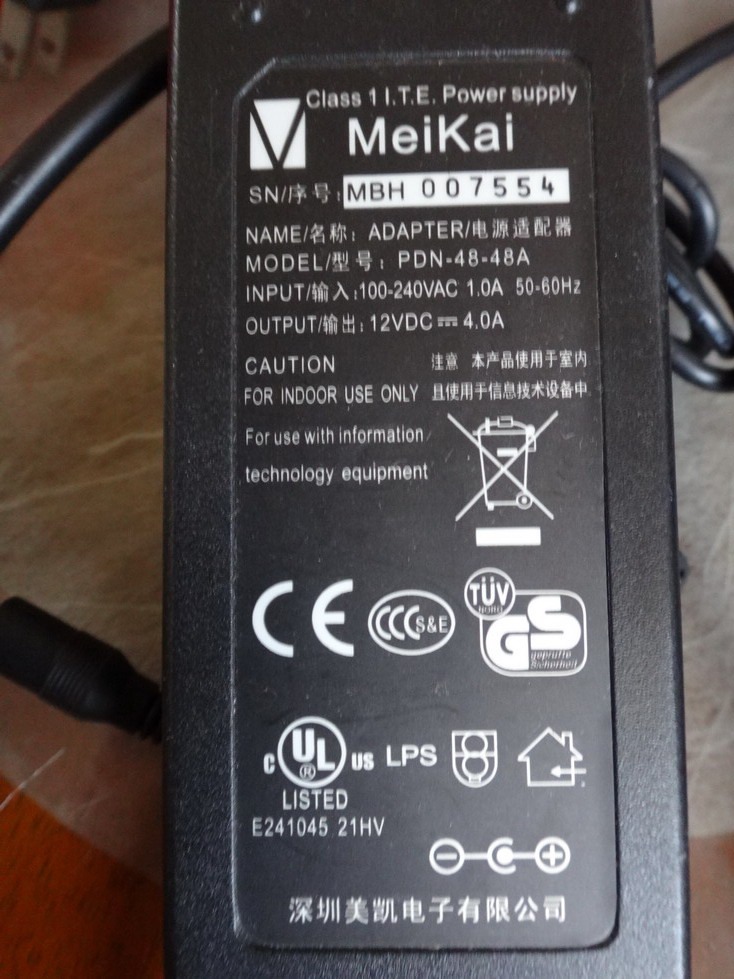 Class 1 I.T.E. Power supply
MeiKai
SN/序号: MBH 007554
NAME/名称: ADAPTER/电源适配器
MODEL/型号: PDN-48-48A
INPUT/输入:100-240VAC 1.0A 50-60Hz
OUTPUT/输出: 12VDC⎓4.0A
CAUTION 注意 本产品使用于室内
FOR INDOOR USE ONLY 且使用于信息技术设备中
For use with information
technology equipment
TÜV
NORD
CE CCC S&E GS
geprüfte
Sicherheit
c UL® US LPS
LISTED
E241045 21HV
深圳美凯电子有限公司